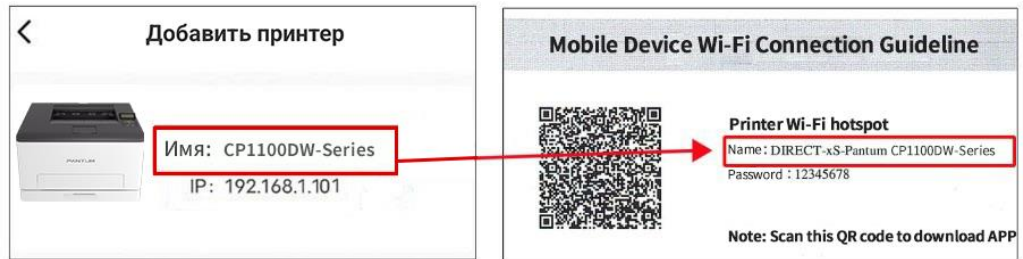 Добавить принтер
PANTUM
Имя: CP1100DW-Series
IP: 192.168.1.101
Mobile Device Wi-Fi Connection Guideline
Printer Wi-Fi hotspot
Name: DIRECT-xS-Pantum CP1100DW-Series
Password : 12345678
Note: Scan this QR code to download APP